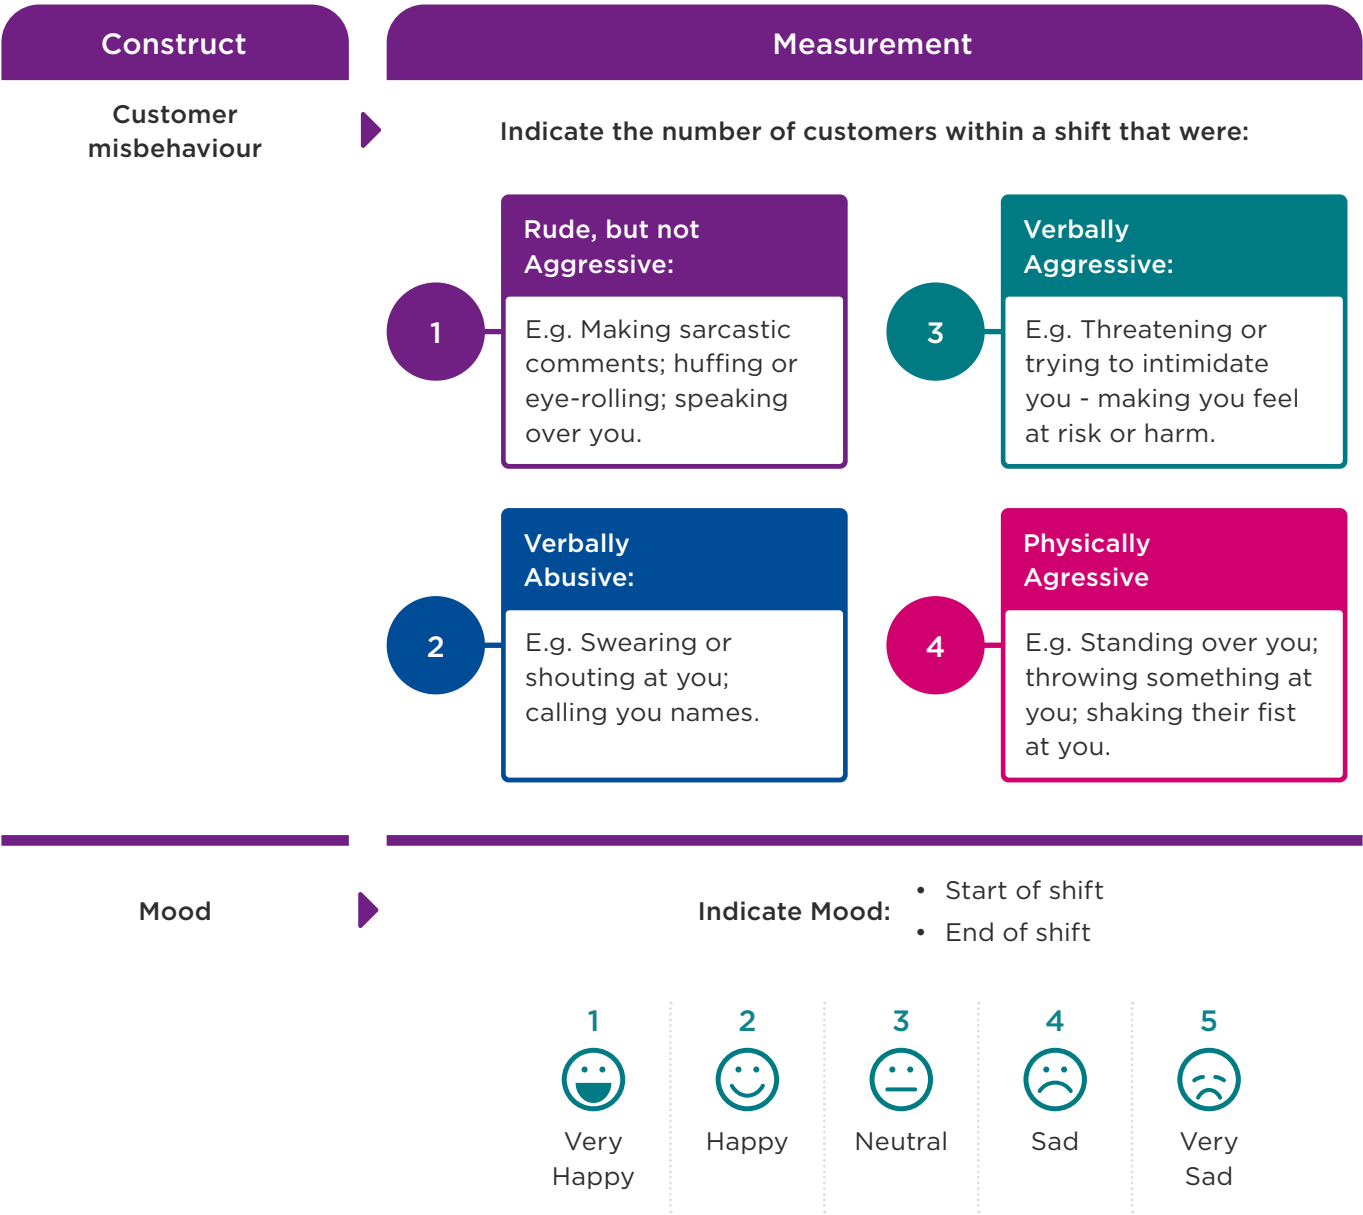 Construct
Measurement
Customer
misbehaviour
Indicate the number of customers within a shift that were:
1
Rude, but not
Aggressive:
E.g. Making sarcastic
comments; huffing or
eye-rolling; speaking
over you.
2
Verbally
Abusive:
E.g. Swearing or
shouting at you;
calling you names.
3
Verbally
Aggressive:
E.g. Threatening or
trying to intimidate
you - making you feel
at risk or harm.
4
Physically
Agressive
E.g. Standing over you;
throwing something at
you; shaking their fist
at you.
Mood
Indicate Mood:
• Start of shift
• End of shift
1
Very
Happy
2
Happy
3
Neutral
4
Sad
5
Very
Sad